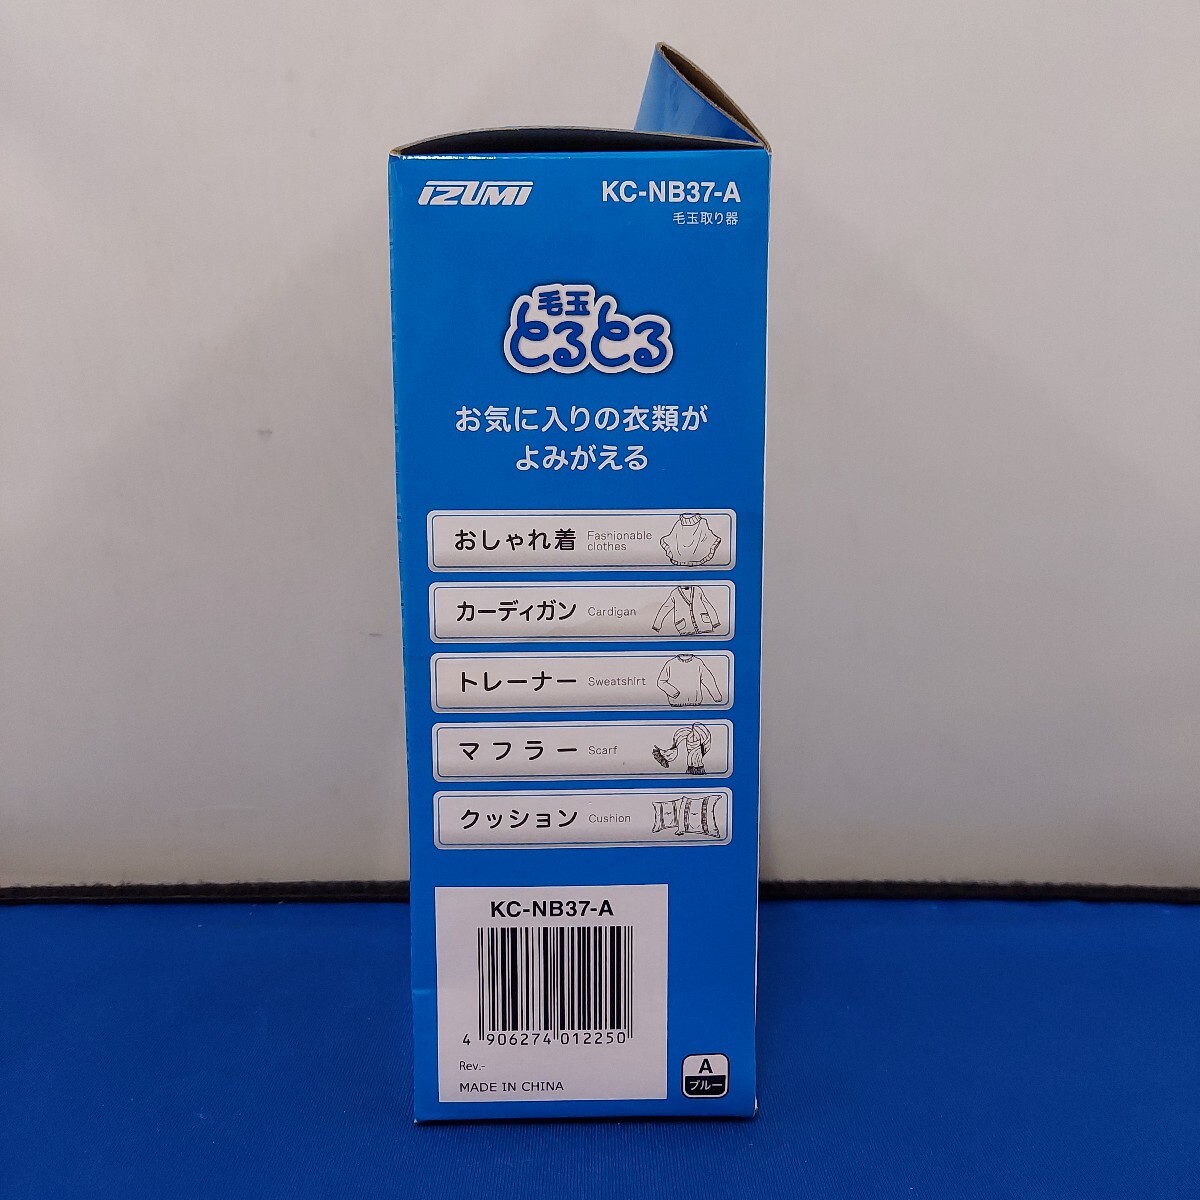 IZUMI
KC-NB37-A
毛玉取り器
毛玉
とるとる
お気に入りの衣類が
よみがえる
おしゃれ着 Fashionable clothes
カーディガン Cardigan
トレーナー Sweatshirt
マフラー Scarf
クッション Cushion
KC-NB37-A
4 906274 012250
Rev.-
MADE IN CHINA
A
ブルー